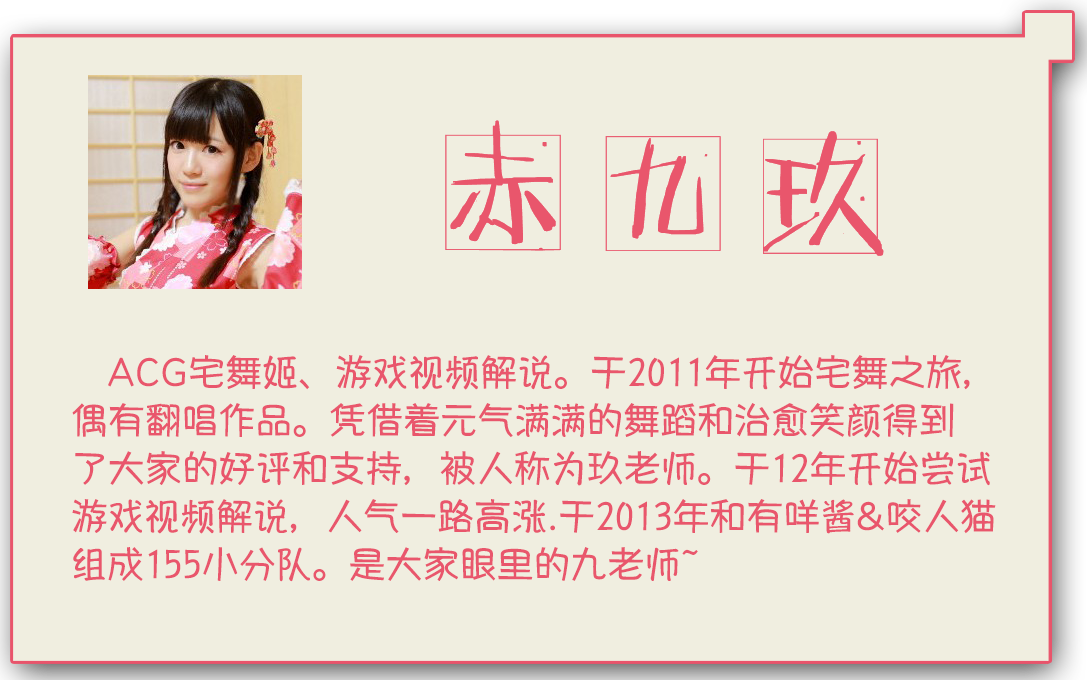 赤九玖
ACG宅舞姬、游戏视频解说。于2011年开始宅舞之旅,
偶有翻唱作品。凭借着元气满满的舞蹈和治愈笑颜得到
了大家的好评和支持,被人称为玖老师。于12年开始尝试
游戏视频解说,人气一路高涨.于2013年和有咩酱&咬人猫
组成155小分队。是大家眼里的九老师~